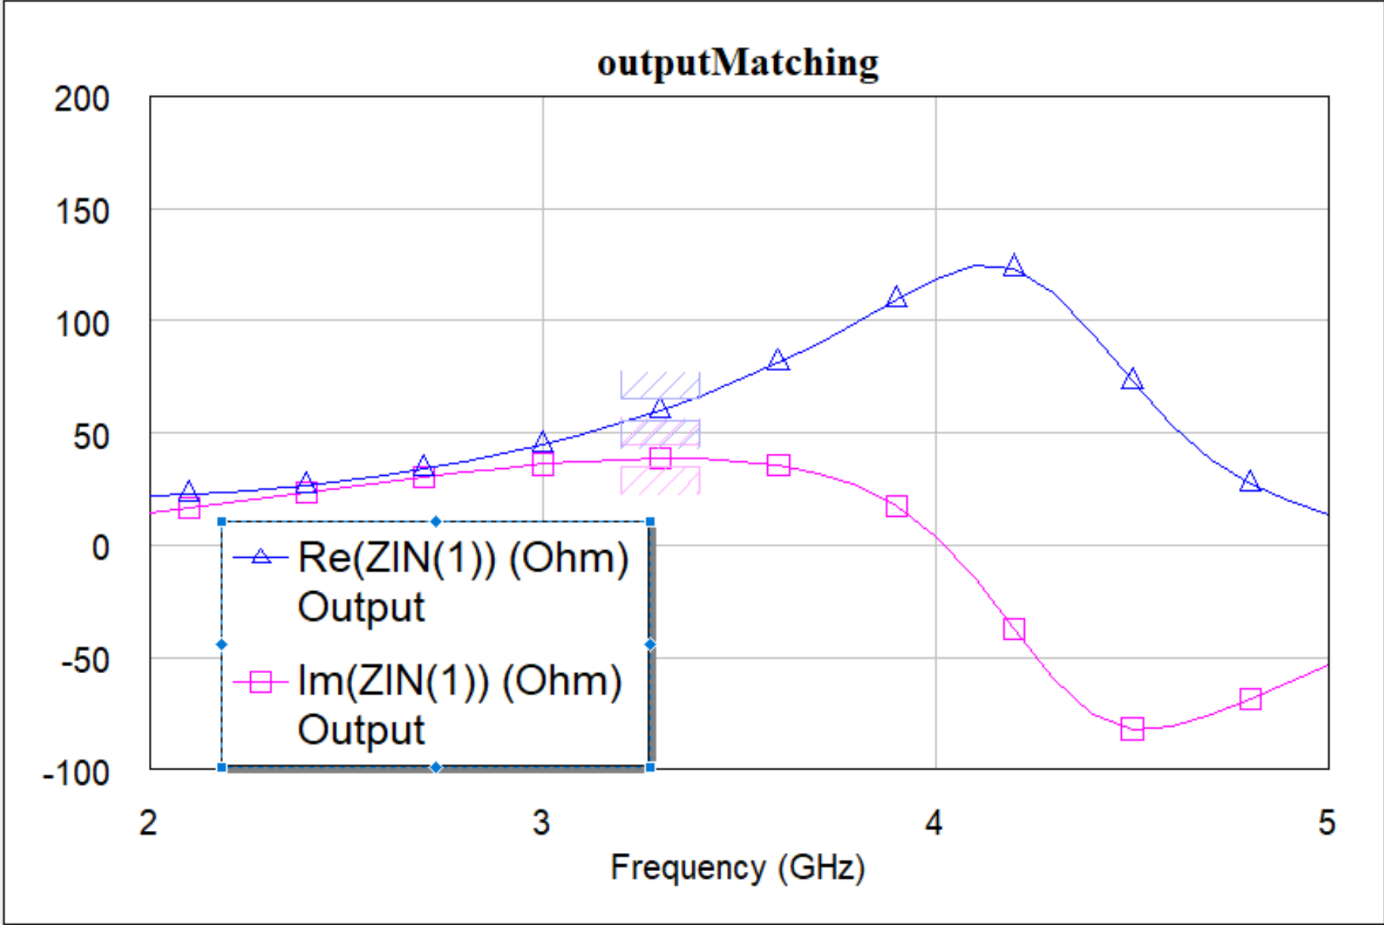 outputMatching
200
150
100
50
0
-50
-100
Re(ZIN(1)) (Ohm)
Output
Im(ZIN(1)) (Ohm)
Output
2 3 4 5
Frequency (GHz)